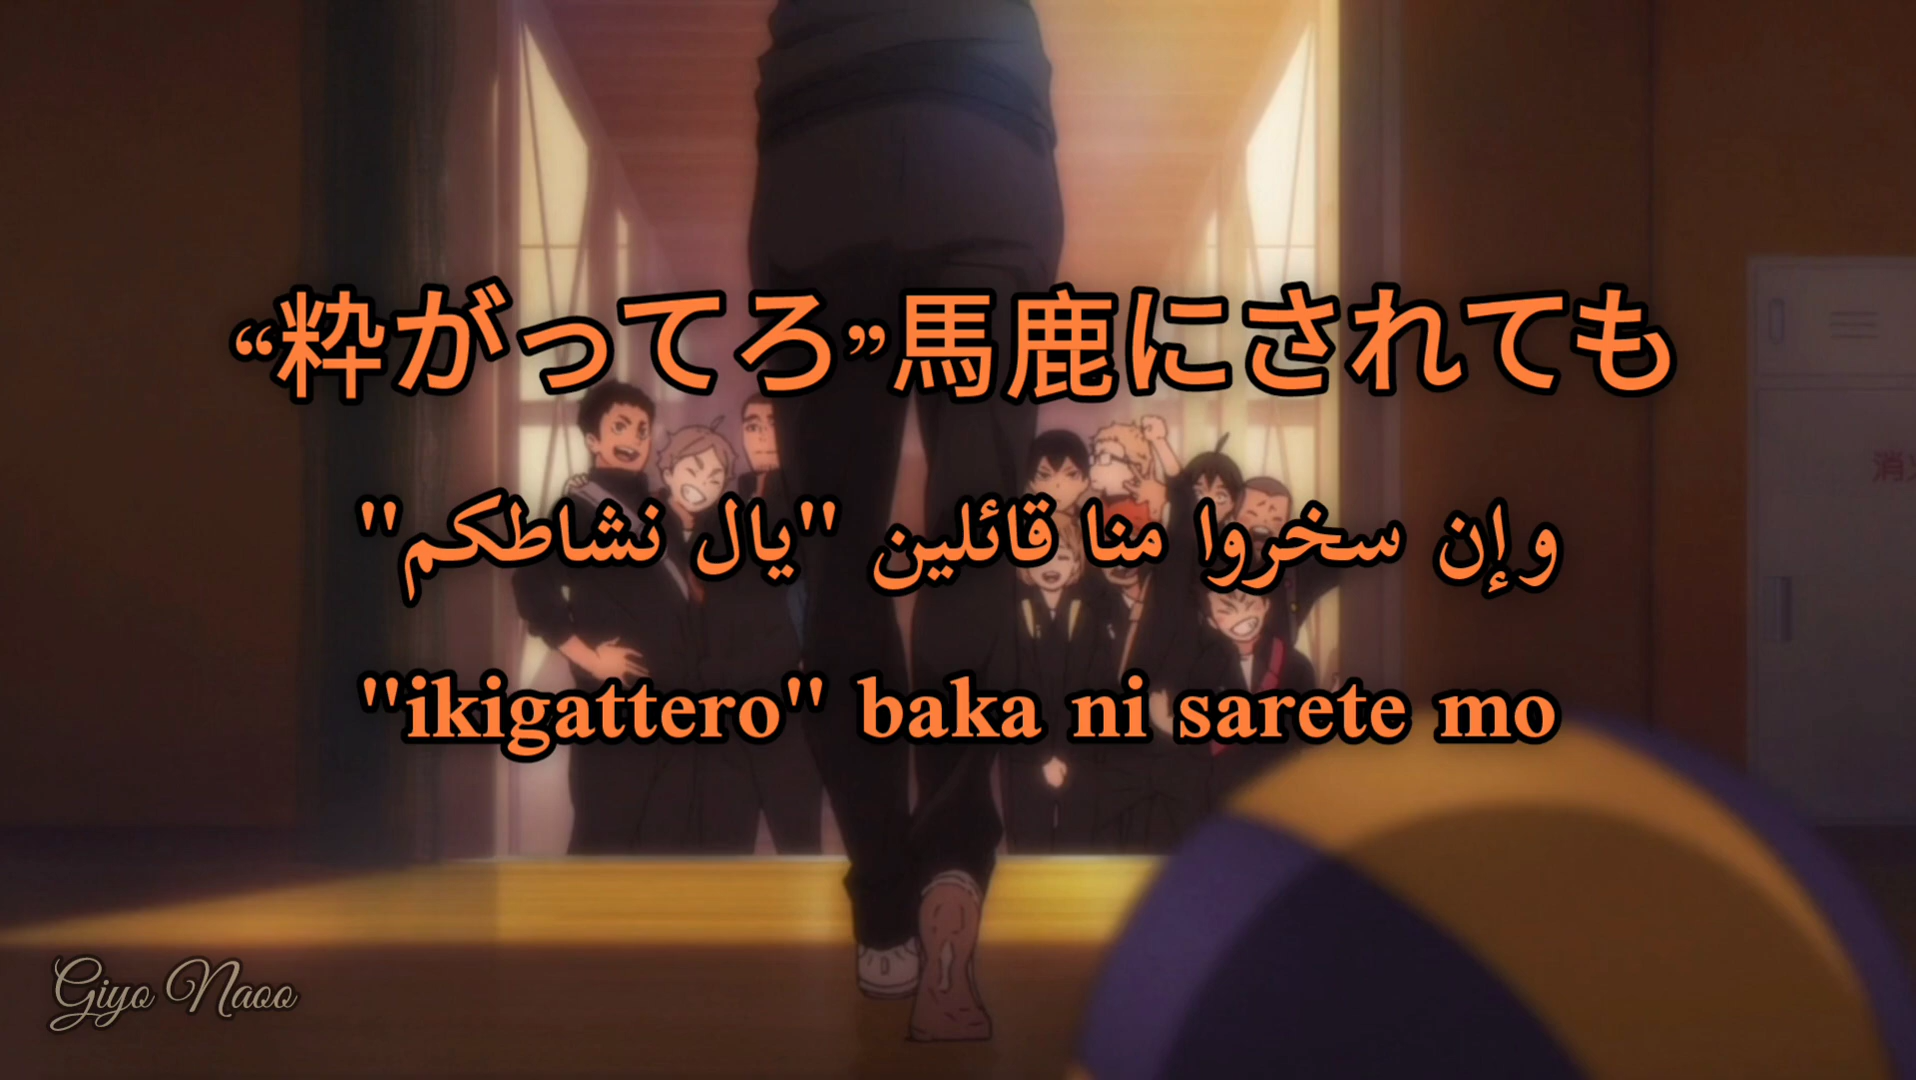 “粋がってろ”馬鹿にされても
وإن سخروا منا قائلين "يال نشاطكم"
"ikigattero" baka ni sarete mo
Giyo Naoo